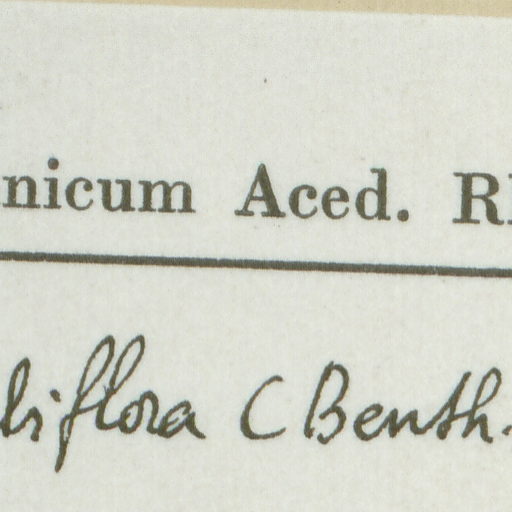 nicum Aced. R
liflora C Benth.